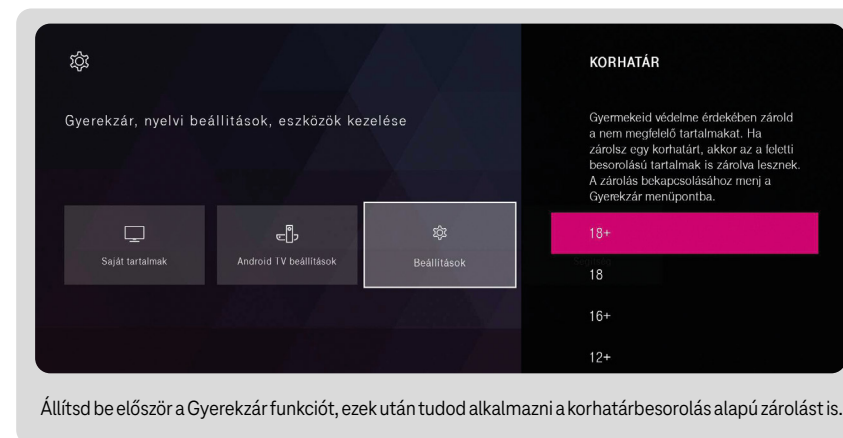 KORHATÁR
Gyerekzár, nyelvi beállitások, eszközök kezelése
Gyermekeid védelme érdekében zárold
a nem megfelelő tartalmakat. Ha
zárolsz egy korhatárt, akkor az a feletti
besorolású tartalmak is zárolva lesznek.
A zárolás bekapcsolásához menj a
Gyerekzár menüpontba.
Saját tartalmak
Android TV beállítások
Beállítások
18+
18
16+
12+
Állítsd be először a Gyerekzár funkciót, ezek után tudod alkalmazni a korhatárbesorolás alapú zárolást is.